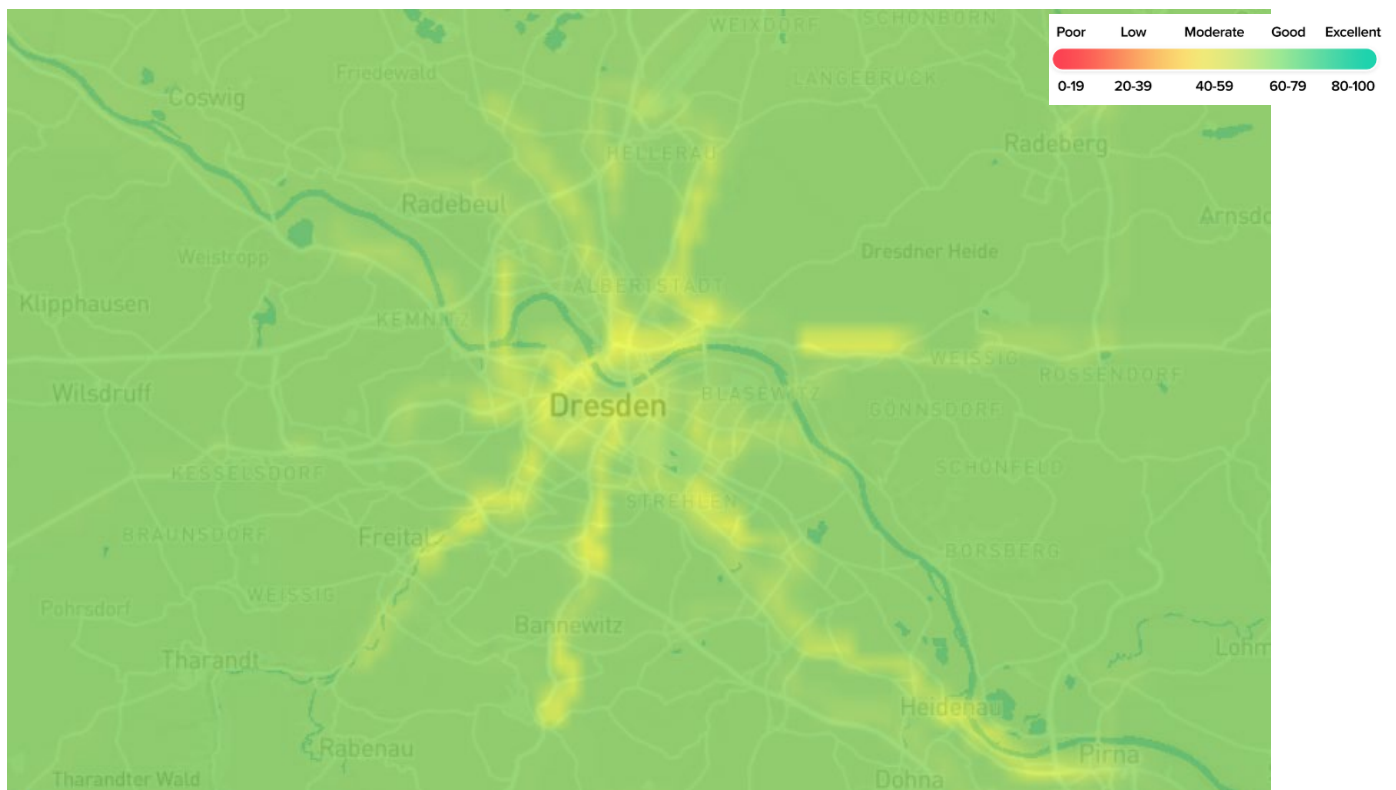 WEIXDORF
SCHÖNBORN
Poor Low Moderate Good Excellent
0-19 20-39 40-59 60-79 80-100
Friedewald
LANGEBRÜCK
Coswig
Radeberg
HELLERAU
Radebeul
Arnsdo
Weistropp
Dresdner Heide
ALBERTSTADT
Klipphausen
KEMNITZ
WEISSIG
ROSSENDORF
Wilsdruff
BLASEWITZ
Dresden
GÖNNSDORF
KESSELSDORF
SCHÖNFELD
STREHLEN
BRAUNSDORF
Freital
BORSBERG
WEISSIG
Pohrsdorf
Bannewitz
Lohm
Tharandt
Heidenau
Rabenau
Pirna
Tharandter Wald
Dohna